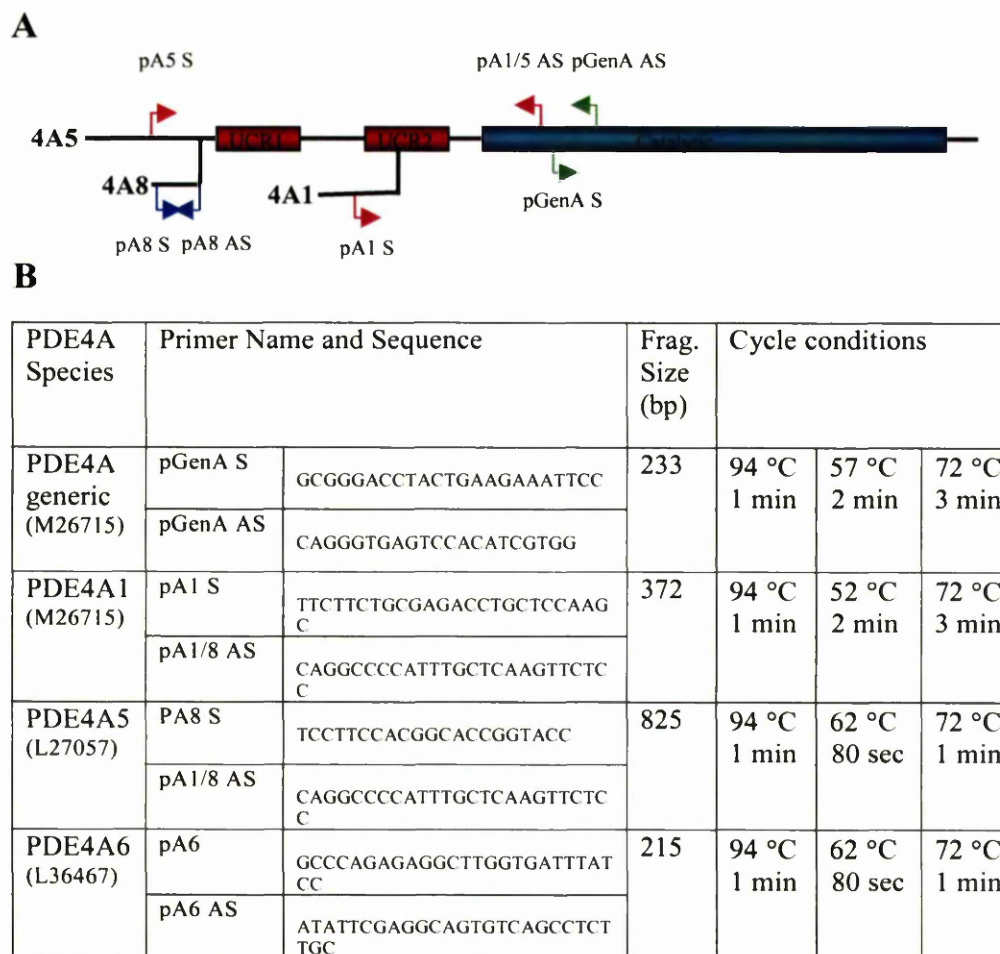 A
pA5 S
pA1/5 AS pGenA AS
4A5
UCR1
UCR2
Catalytic
4A8
4A1
pGenA S
pA8 S pA8 AS
pA1 S
B
PDE4A Species
Primer Name and Sequence
Frag. Size (bp)
Cycle conditions
PDE4A generic (M26715)
pGenA S
GCGGGACCTACTGAAGAAATTCC
233
94 °C 1 min
57 °C 2 min
72 °C 3 min
pGenA AS
CAGGGTGAGTCCACATCGTGG
PDE4A1 (M26715)
pA1 S
TTCTTCTGCGAGACCTGCTCCAAG
C
372
94 °C 1 min
52 °C 2 min
72 °C 3 min
pA1/8 AS
CAGGCCCCATTTGCTCAAGTTCTC
C
PDE4A5 (L27057)
PA8 S
TCCTTCCACGGCACCGGTACC
825
94 °C 1 min
62 °C 80 sec
72 °C 1 min
pA1/8 AS
CAGGCCCCATTTGCTCAAGTTCTC
C
PDE4A6 (L36467)
pA6
GCCCAGAGAGGCTTGGTGATTTAT
CC
215
94 °C 1 min
62 °C 80 sec
72 °C 1 min
pA6 AS
ATATTCGAGGCAGTGTCAGCCTCT
TGC